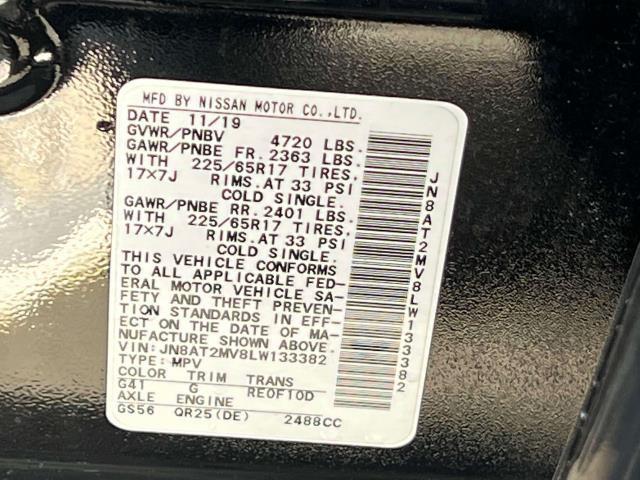 MFD BY NISSAN MOTOR CO.,LTD.
DATE 11/19
GVWR/PNBV 4720 LBS.
GAWR/PNBE FR. 2363 LBS.
WITH 225/65R17 TIRES,
17×7J RIMS.AT 33 PSI
COLD SINGLE.
GAWR/PNBE RR. 2401 LBS.
WITH 225/65R17 TIRES,
17×7J RIMS.AT 33 PSI
COLD SINGLE.
THIS VEHICLE CONFORMS
TO ALL APPLICABLE FED-
ERAL MOTOR VEHICLE SA-
FETY AND THEFT PREVEN-
TION STANDARDS IN EFF-
ECT ON THE DATE OF MA-
NUFACTURE SHOWN ABOVE.
VIN: JN8AT2MV8LW133382
TYPE: MPV
COLOR TRIM TRANS
G41 G RE0F10D
AXLE ENGINE
GS56 QR25(DE) 2488CC
JN8AT2MV8LW133382